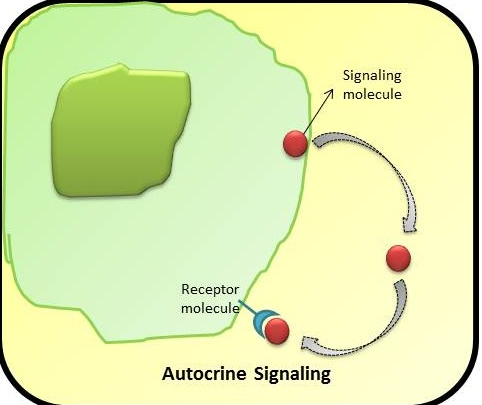 Signaling
molecule
Receptor
molecule
Autocrine Signaling